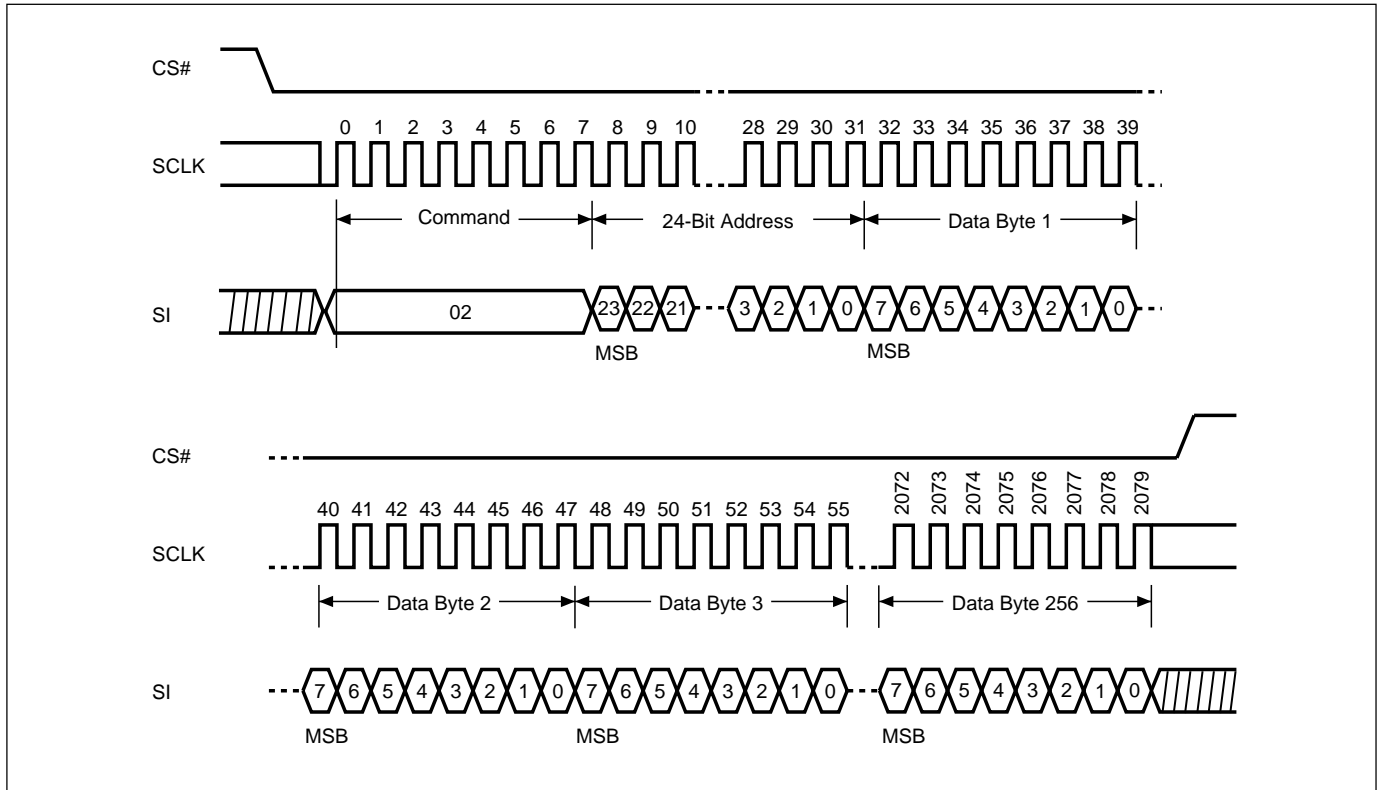 CS#
0 1 2 3 4 5 6 7 8 9 10 28 29 30 31 32 33 34 35 36 37 38 39
SCLK
Command 24-Bit Address Data Byte 1
SI 02 23 22 21 3 2 1 0 7 6 5 4 3 2 1 0
MSB MSB
CS#
40 41 42 43 44 45 46 47 48 49 50 51 52 53 54 55 2072 2073 2074 2075 2076 2077 2078 2079
SCLK
Data Byte 2 Data Byte 3 Data Byte 256
SI 7 6 5 4 3 2 1 0 7 6 5 4 3 2 1 0 7 6 5 4 3 2 1 0
MSB MSB MSB